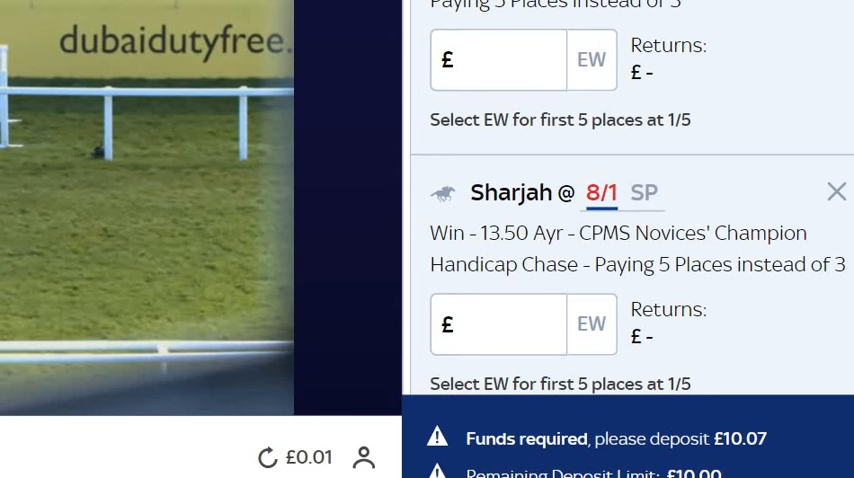 dubaidutyfree.
Paying 5 Places instead of 3
£ EW
Returns:
£ -
Select EW for first 5 places at 1/5
Sharjah @ 8/1 SP
Win - 13.50 Ayr - CPMS Novices' Champion
Handicap Chase - Paying 5 Places instead of 3
£ EW
Returns:
£ -
Select EW for first 5 places at 1/5
Funds required, please deposit £10.07
£0.01
Remaining Deposit Limit: £10.00